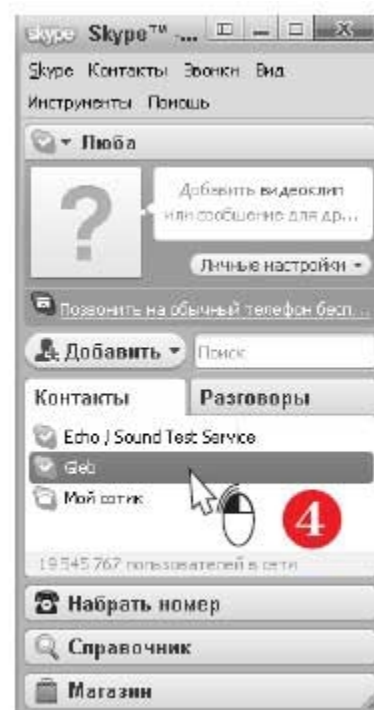 skype Skype™ -...
Skype Контакты Звонки Вид
Инструменты Помощь
Люба
?
Добавить видеоклип
или сообщение для др...
Личные настройки
Позвонить на обычный телефон бесп...
Добавить
Поиск
Контакты Разговоры
Echo / Sound Test Service
Gleb
Мой сотик
4
19 545 767 пользователей в сети
Набрать номер
Справочник
Магазин